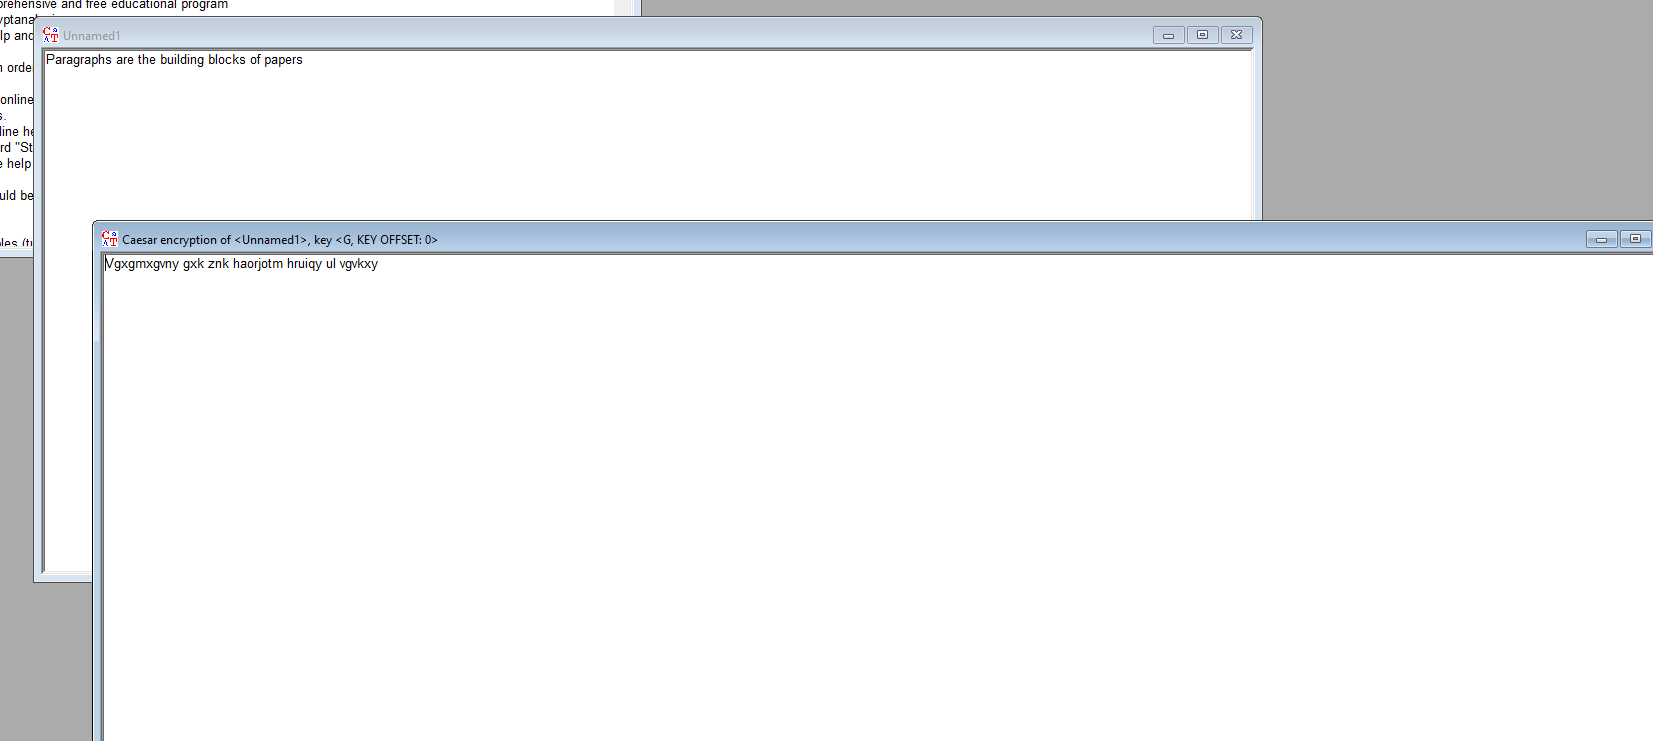 prehensive and free educational program
yptana
lp and
n orde
online
s.
line he
rd "St
e help
uld be
Unnamed1
Paragraphs are the building blocks of papers
Caesar encryption of <Unnamed1>, key <G, KEY OFFSET: 0>
Vgxgmxgvny gxk znk haorjotm hruiqy ul vgvkxy